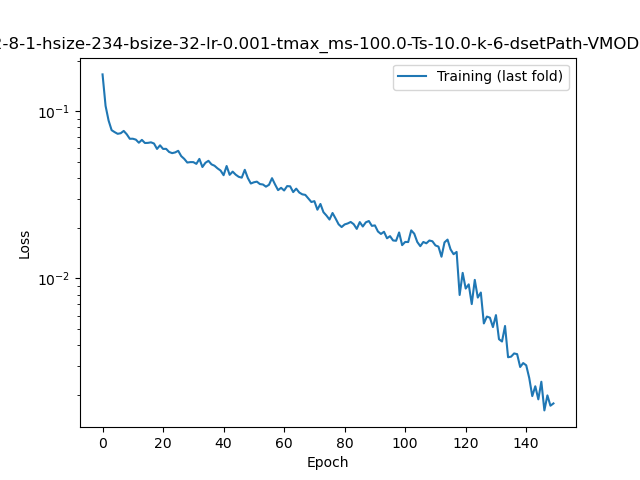 -8-1-hsize-234-bsize-32-lr-0.001-tmax_ms-100.0-Ts-10.0-k-6-dsetPath-VMOD
Training (last fold)
10⁻¹
10⁻²
Loss
0 20 40 60 80 100 120 140
Epoch